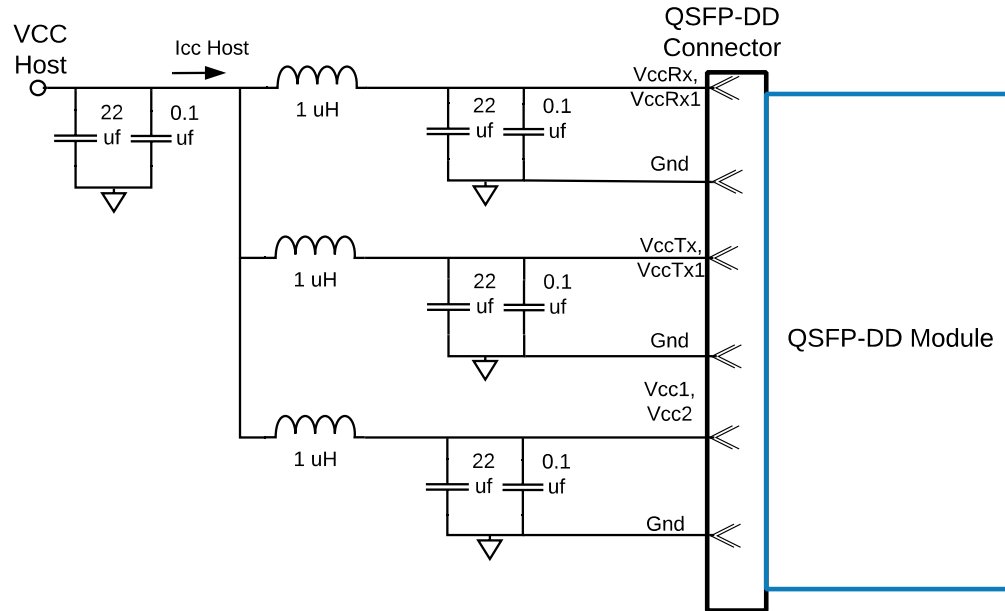 VCC
Host
Icc Host
22
uf
0.1
uf
1 uH
22
uf
0.1
uf
QSFP-DD
Connector
VccRx,
VccRx1
Gnd
1 uH
22
uf
0.1
uf
VccTx,
VccTx1
Gnd
QSFP-DD Module
1 uH
22
uf
0.1
uf
Vcc1,
Vcc2
Gnd